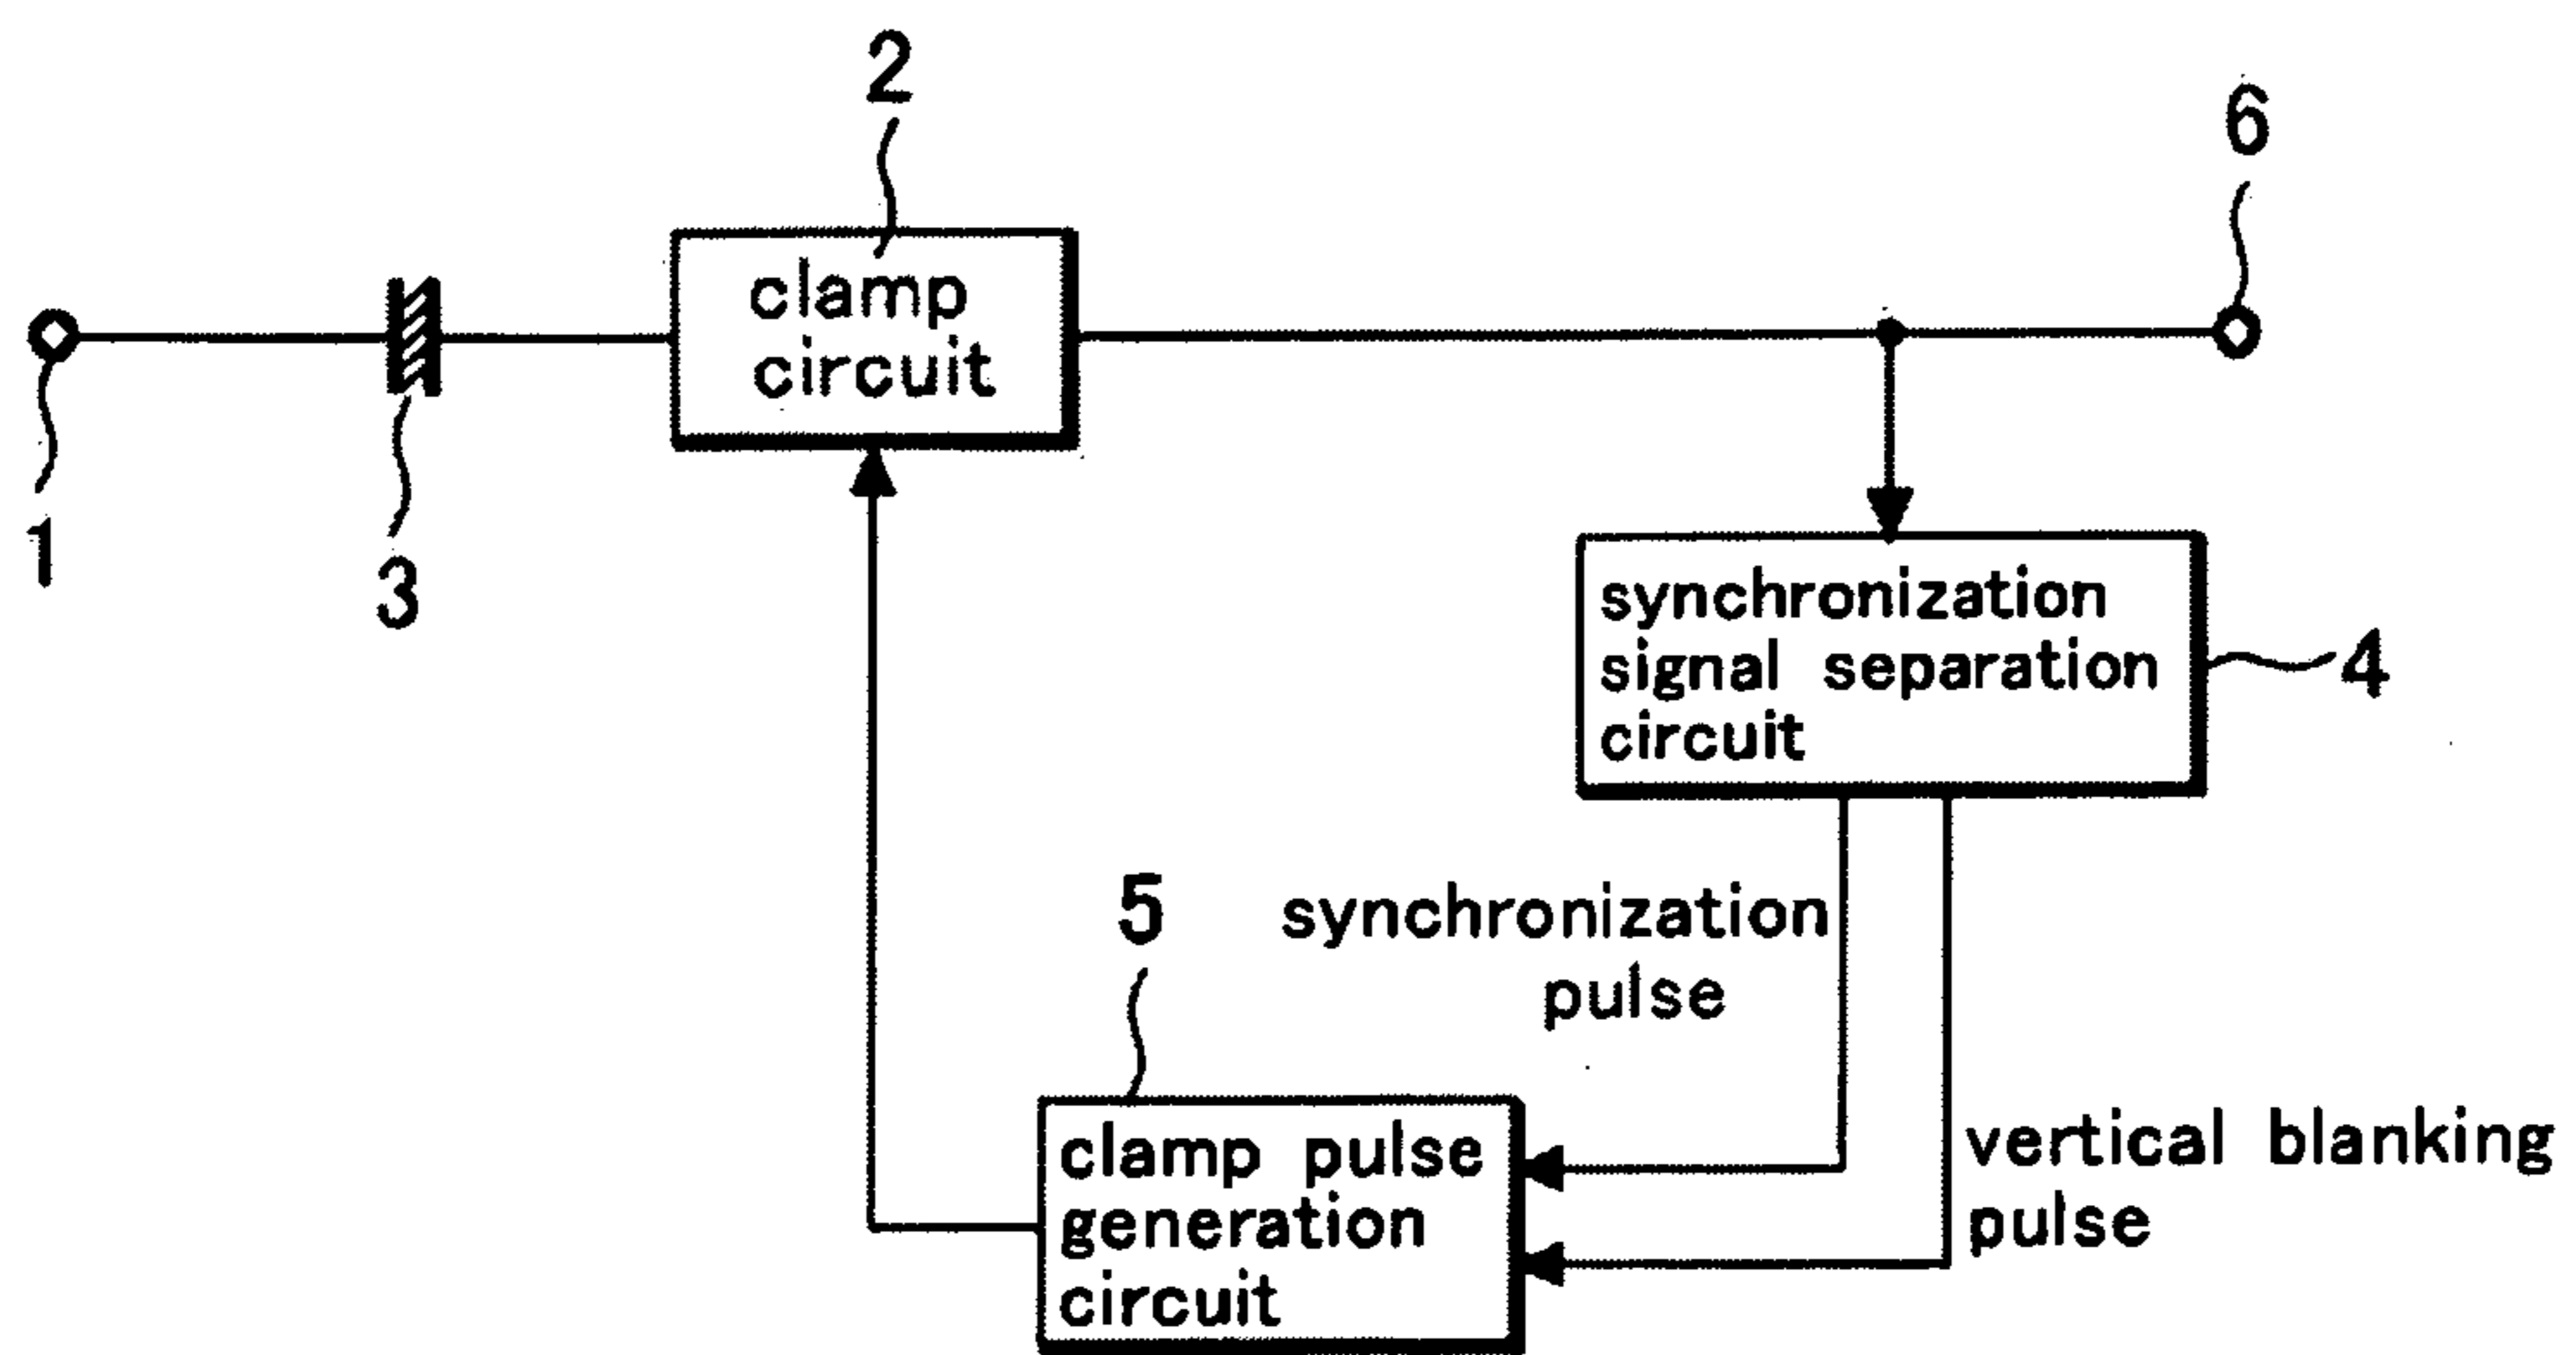 2
6
clamp
circuit
1
3
synchronization
signal separation
circuit
4
5
synchronization
pulse
clamp pulse
generation
circuit
vertical blanking
pulse